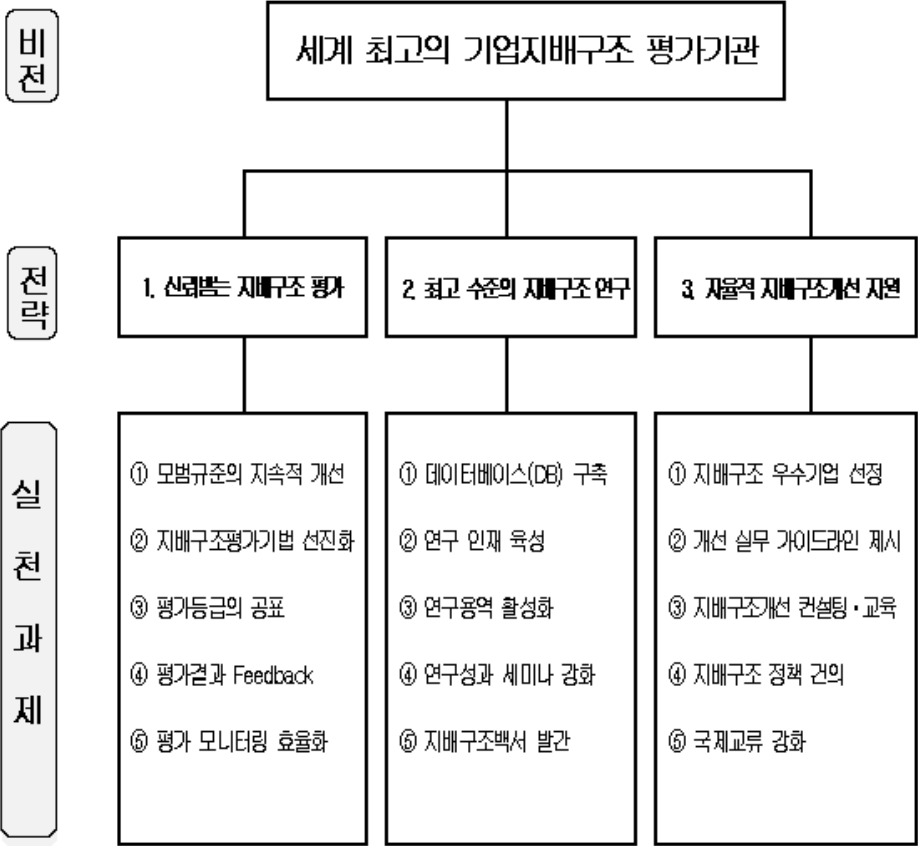 비전
세계 최고의 기업지배구조 평가기관
전략
1. 신뢰받는 지배구조 평가
2. 최고 수준의 지배구조 연구
3. 자율적 지배구조개선 지원
실천과제
① 모범규준의 지속적 개선
② 지배구조평가기법 선진화
③ 평가등급의 공표
④ 평가결과 Feedback
⑤ 평가 모니터링 효율화
① 데이터베이스(DB) 구축
② 연구 인재 육성
③ 연구용역 활성화
④ 연구성과 세미나 강화
⑤ 지배구조백서 발간
① 지배구조 우수기업 선정
② 개선 실무 가이드라인 제시
③ 지배구조개선 컨설팅·교육
④ 지배구조 정책 건의
⑤ 국제교류 강화